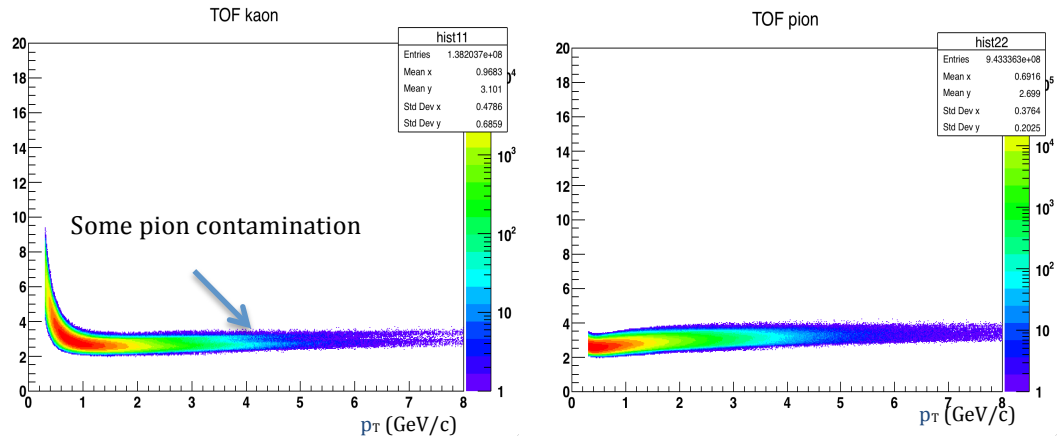 TOF kaon
hist11
Entries 1.382037e+08
Mean x 0.9683
Mean y 3.101
Std Dev x 0.4786
Std Dev y 0.6859
20
18
16
14
12
10
8
6
4
2
0
0 1 2 3 4 5 6 7 8
10³
10²
10
1
Some pion contamination
pT (GeV/c)
TOF pion
hist22
Entries 9.433363e+08
Mean x 0.6916
Mean y 2.699
Std Dev x 0.3764
Std Dev y 0.2025
20
18
16
14
12
10
8
6
4
2
0
0 1 2 3 4 5 6 7 8
10⁴
10³
10²
10
1
pT (GeV/c)